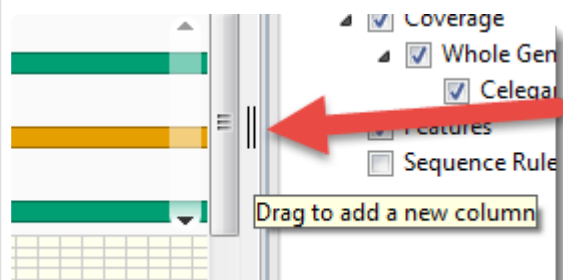 Coverage
Whole Gen
Celegar
Features
Sequence Rule
Drag to add a new column